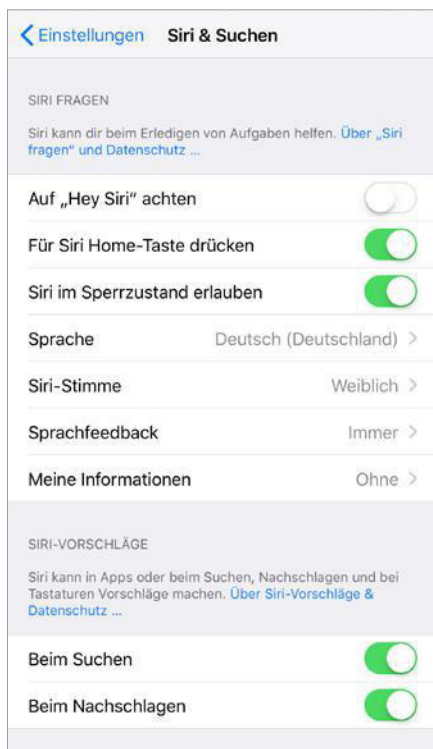 Einstellungen Siri & Suchen
SIRI FRAGEN
Siri kann dir beim Erledigen von Aufgaben helfen. Über „Siri
fragen“ und Datenschutz ...
Auf „Hey Siri“ achten
Für Siri Home-Taste drücken
Siri im Sperrzustand erlauben
Sprache Deutsch (Deutschland)
Siri-Stimme Weiblich
Sprachfeedback Immer
Meine Informationen Ohne
SIRI-VORSCHLÄGE
Siri kann in Apps oder beim Suchen, Nachschlagen und bei
Tastaturen Vorschläge machen. Über Siri-Vorschläge &
Datenschutz ...
Beim Suchen
Beim Nachschlagen